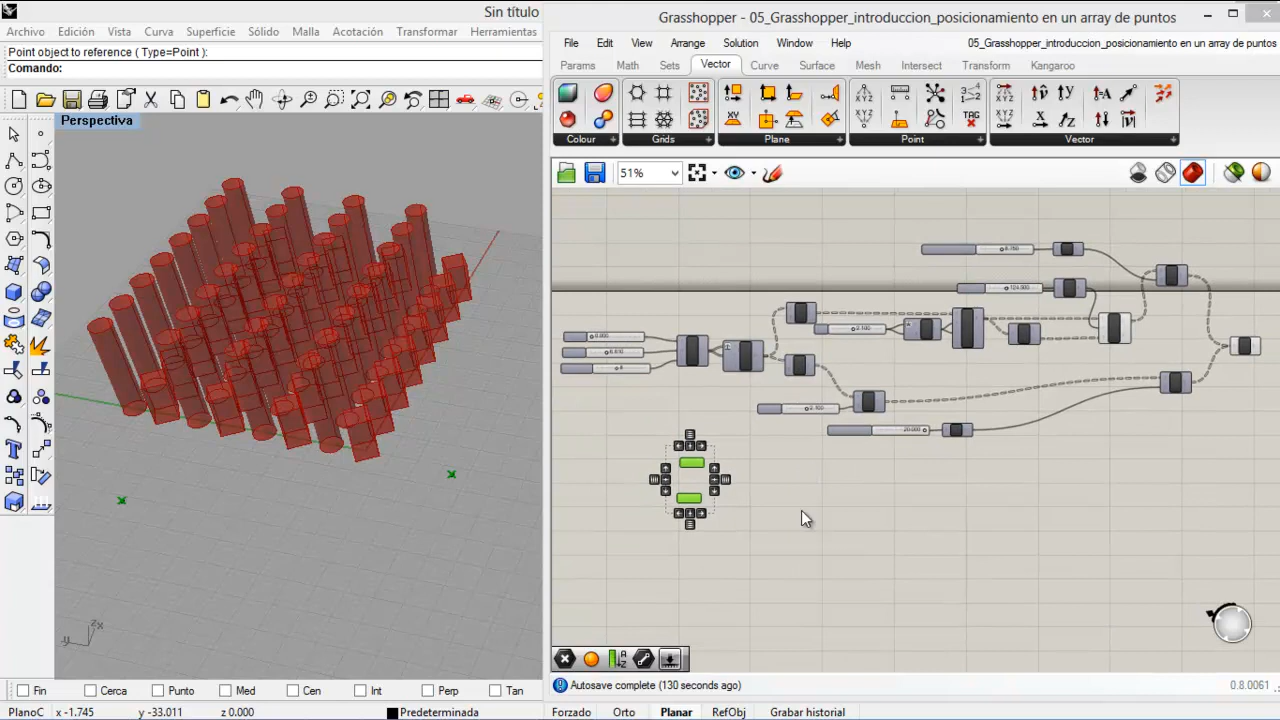 Sin título
Archivo Edición Vista Curva Superficie Sólido Malla Acotación Transformar Herramientas
Point object to reference ( Type=Point ):
Comando:
Perspectiva
z x
y
Fin Cerca Punto Med Cen Int Perp Tan
PlanoC x -1.745 y -33.011 z 0.000 Predeterminada
Grasshopper - 05_Grasshopper_introduccion_posicionamiento en un array de puntos
File Edit View Arrange Solution Window Help 05_Grasshopper_introduccion_posicionamiento en un array de puntos
Params Math Sets Vector Curve Surface Mesh Intersect Transform Kangaroo
XY TAG
Colour Grids Plane Point Vector
51%
Autosave complete (130 seconds ago) 0.8.0061
Forzado Orto Planar RefObj Grabar historial